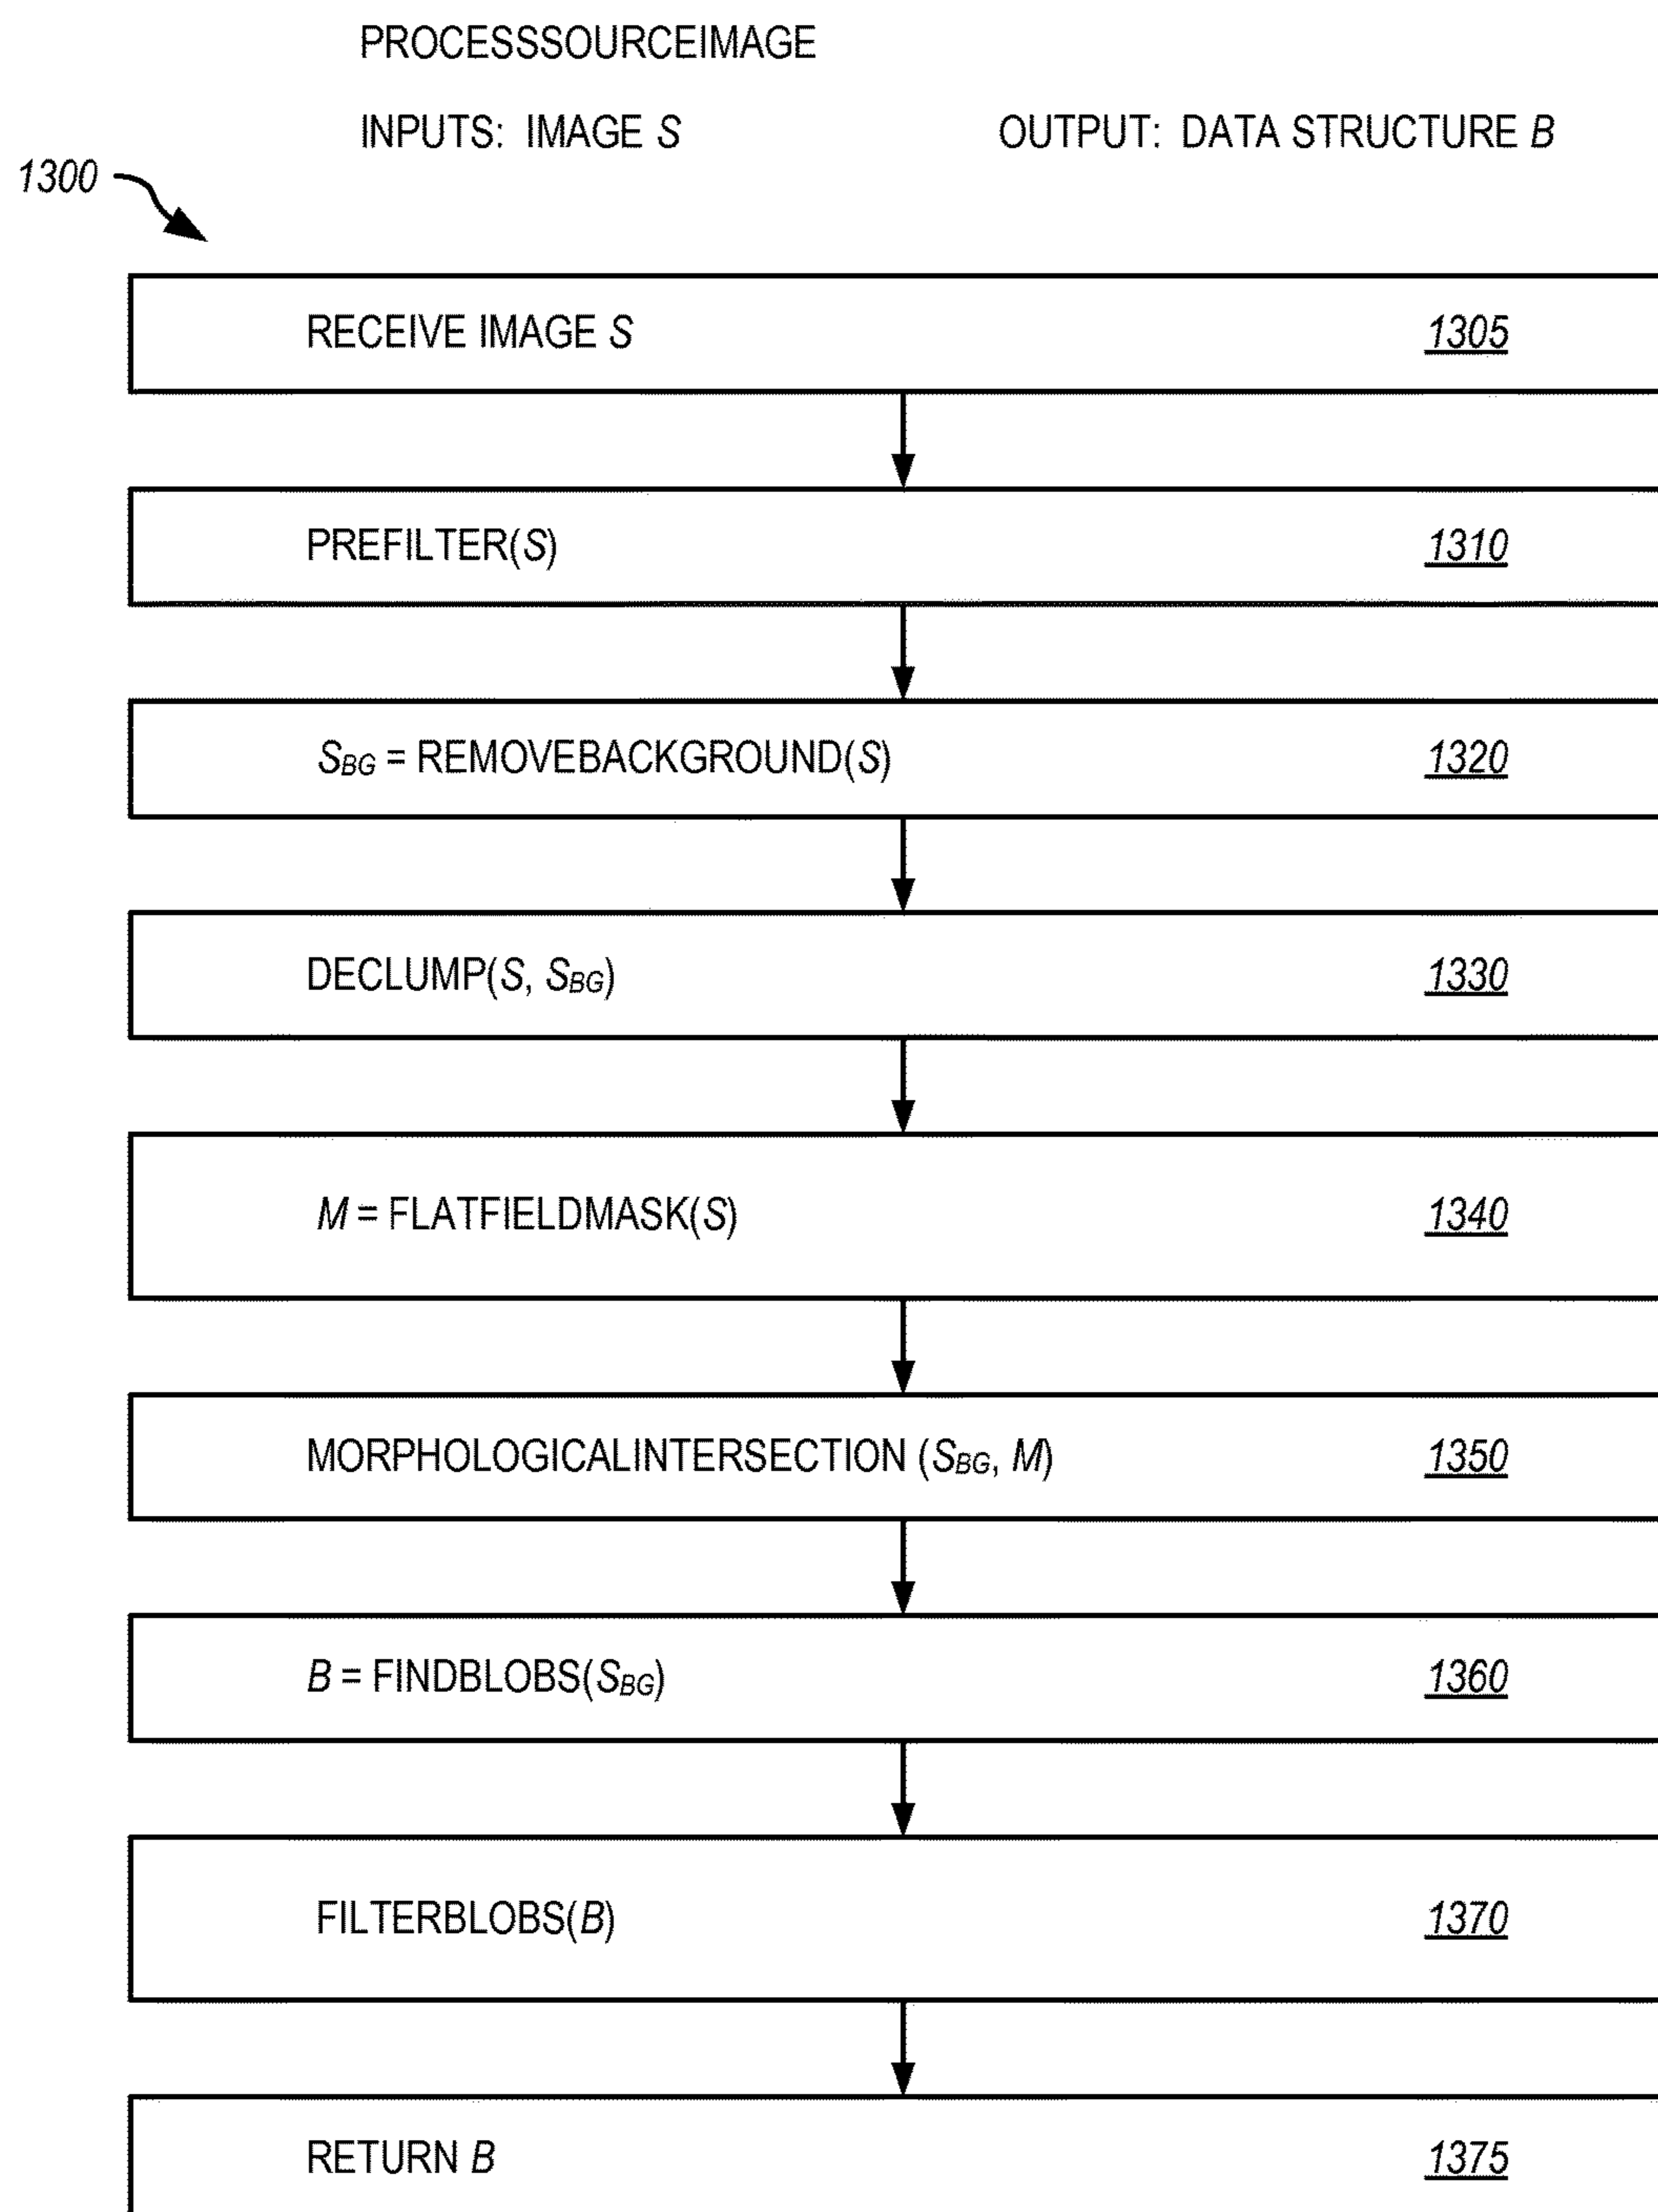 PROCESSSOURCEIMAGE
INPUTS: IMAGE S OUTPUT: DATA STRUCTURE B
1300
RECEIVE IMAGE S 1305
PREFILTER(S) 1310
SBG = REMOVEBACKGROUND(S) 1320
DECLUMP(S, SBG) 1330
M = FLATFIELDMASK(S) 1340
MORPHOLOGICALINTERSECTION (SBG, M) 1350
B = FINDBLOBS(SBG) 1360
FILTERBLOBS(B) 1370
RETURN B 1375